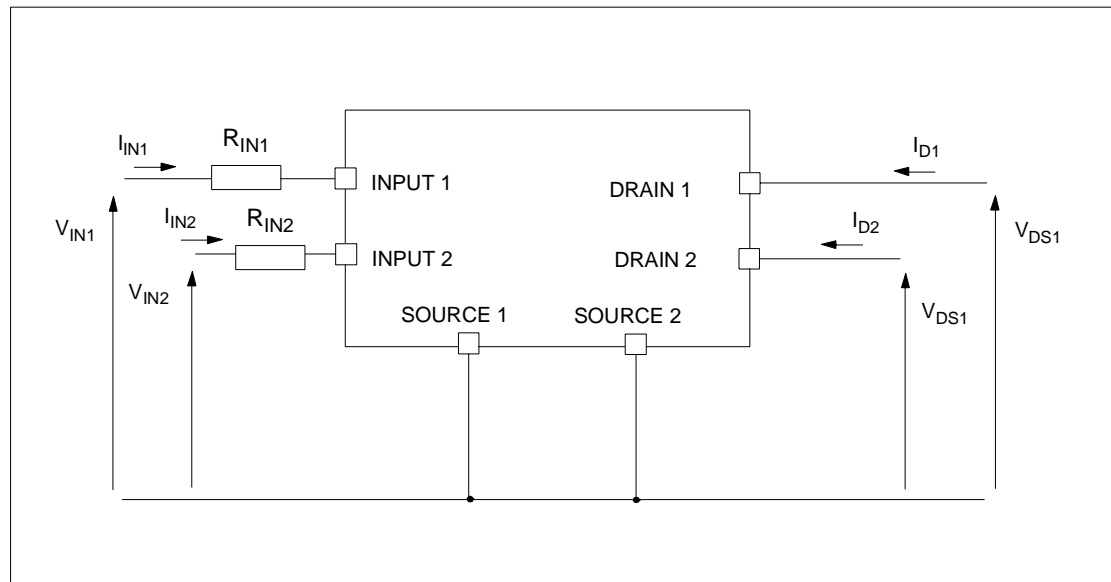 I_IN1
R_IN1
INPUT 1
DRAIN 1
I_D1
V_IN1
I_IN2
R_IN2
INPUT 2
DRAIN 2
I_D2
V_DS1
V_IN2
SOURCE 1
SOURCE 2
V_DS1